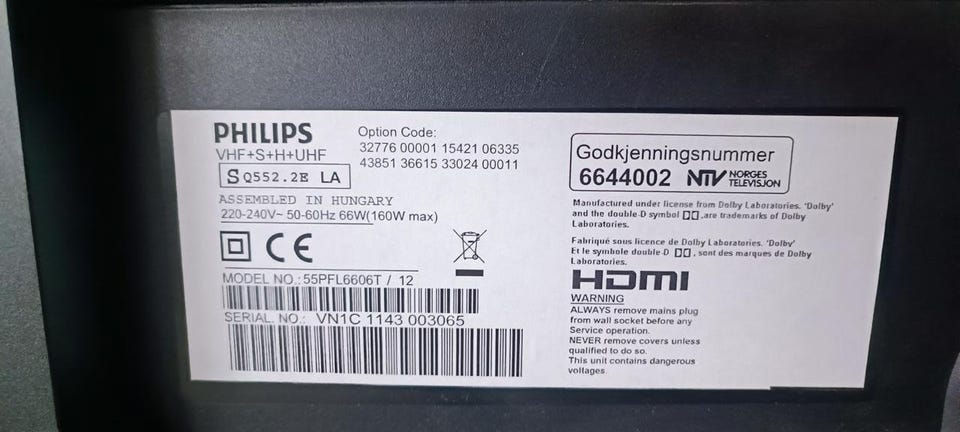 PHILIPS
VHF+S+H+UHF
S Q552.2E LA
ASSEMBLED IN HUNGARY
220-240V~ 50-60Hz 66W(160W max)
CE
MODEL NO.: 55PFL6606T / 12
SERIAL. NO.: VN1C 1143 003065
Option Code:
32776 00001 15421 06335
43851 36615 33024 00011
Godkjenningsnummer
6644002 NTV NORGES
TELEVISJON
Manufactured under license from Dolby Laboratories. 'Dolby'
and the double-D symbol ,are trademarks of Dolby
Laboratories.
Fabriqué sous licence de Dolby Laboratories. 'Dolby'
Et le symbole double-D , sont des marques de Dolby
Laboratories.
HDMI
WARNING
ALWAYS remove mains plug
from wall socket before any
Service operation.
NEVER remove covers unless
qualified to do so.
This unit contains dangerous
voltages.